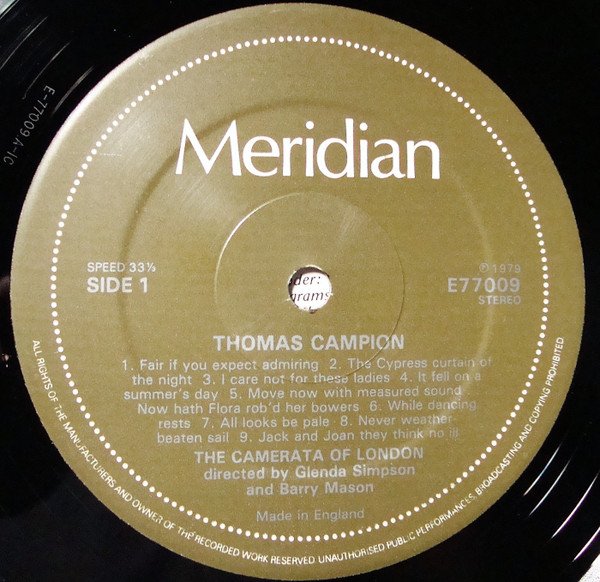 E-77009A-1C
Meridian
SPEED 33⅓
SIDE 1
℗ 1979
E77009
STEREO
der:
grams
THOMAS CAMPION
1. Fair if you expect admiring 2. The Cypress curtain of
the night 3. I care not for these ladies 4. It fell on a
summer's day 5. Move now with measured sound
Now hath Flora rob'd her bowers 6. While dancing
rests 7. All looks be pale 8. Never weather
beaten sail 9. Jack and Joan they think no ill
THE CAMERATA OF LONDON
directed by Glenda Simpson
and Barry Mason
Made in England
ALL RIGHTS OF THE MANUFACTURERS AND OWNER OF THE RECORDED WORK RESERVED UNAUTHORISED PUBLIC PERFORMANCES, BROADCASTING AND COPYING PROHIBITED